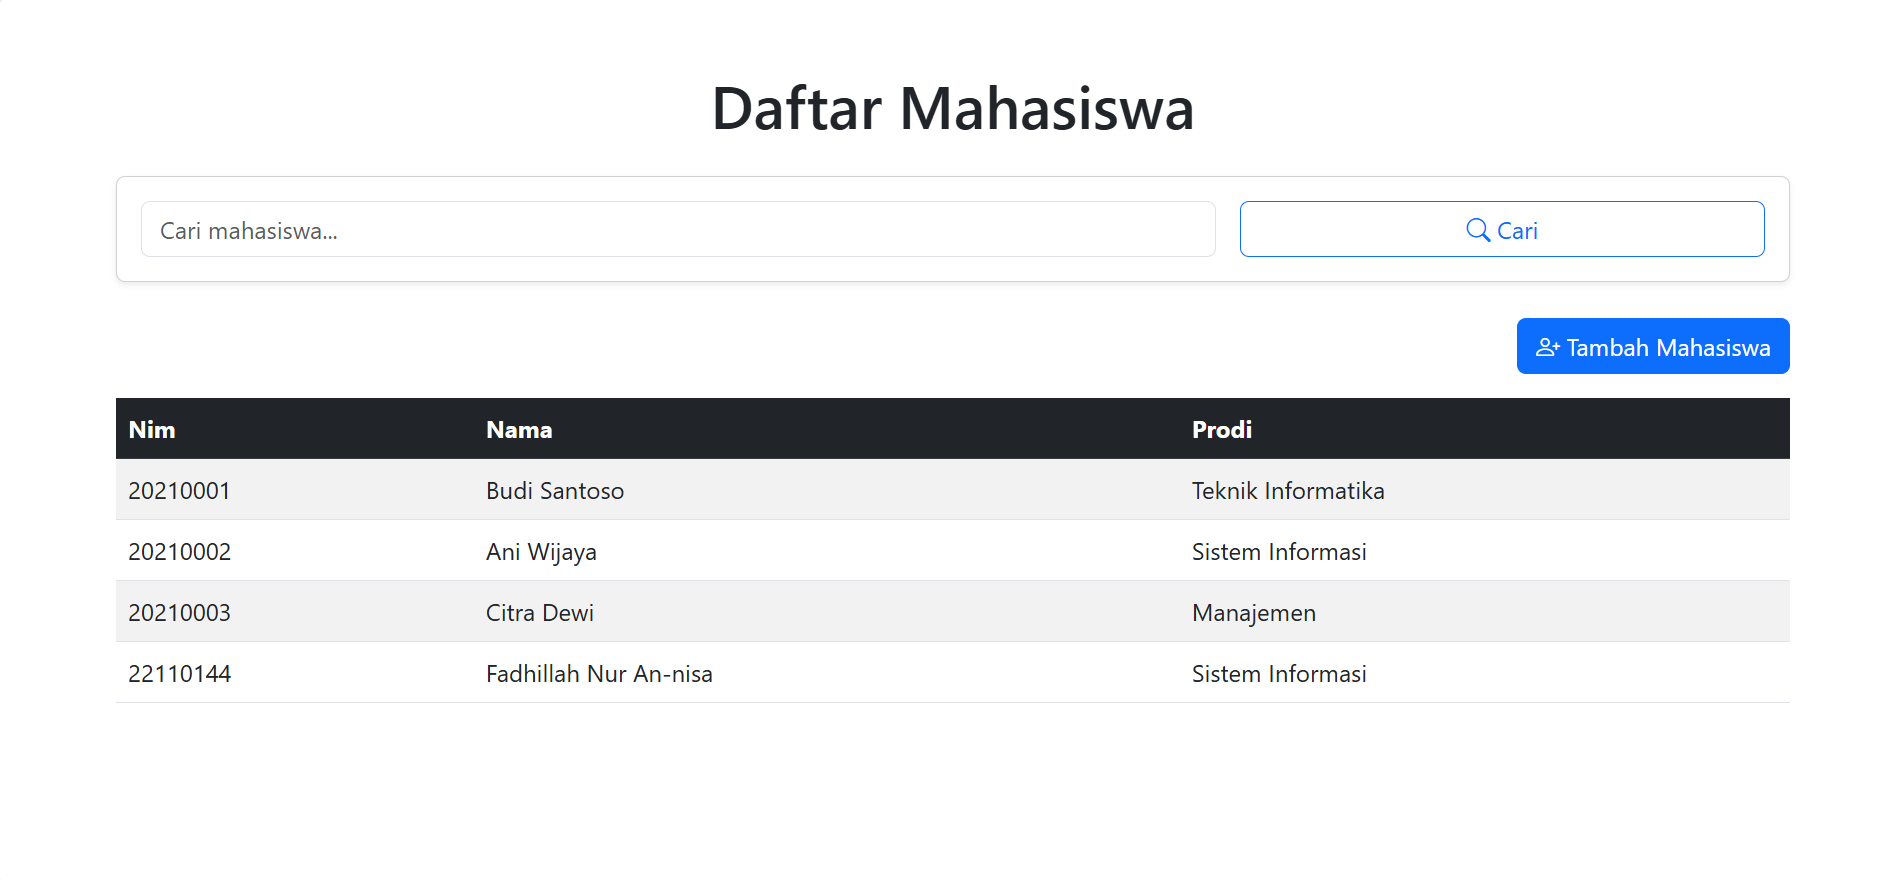 Daftar Mahasiswa
Cari mahasiswa...
Cari
Tambah Mahasiswa
Nim Nama Prodi
20210001 Budi Santoso Teknik Informatika
20210002 Ani Wijaya Sistem Informasi
20210003 Citra Dewi Manajemen
22110144 Fadhillah Nur An-nisa Sistem Informasi